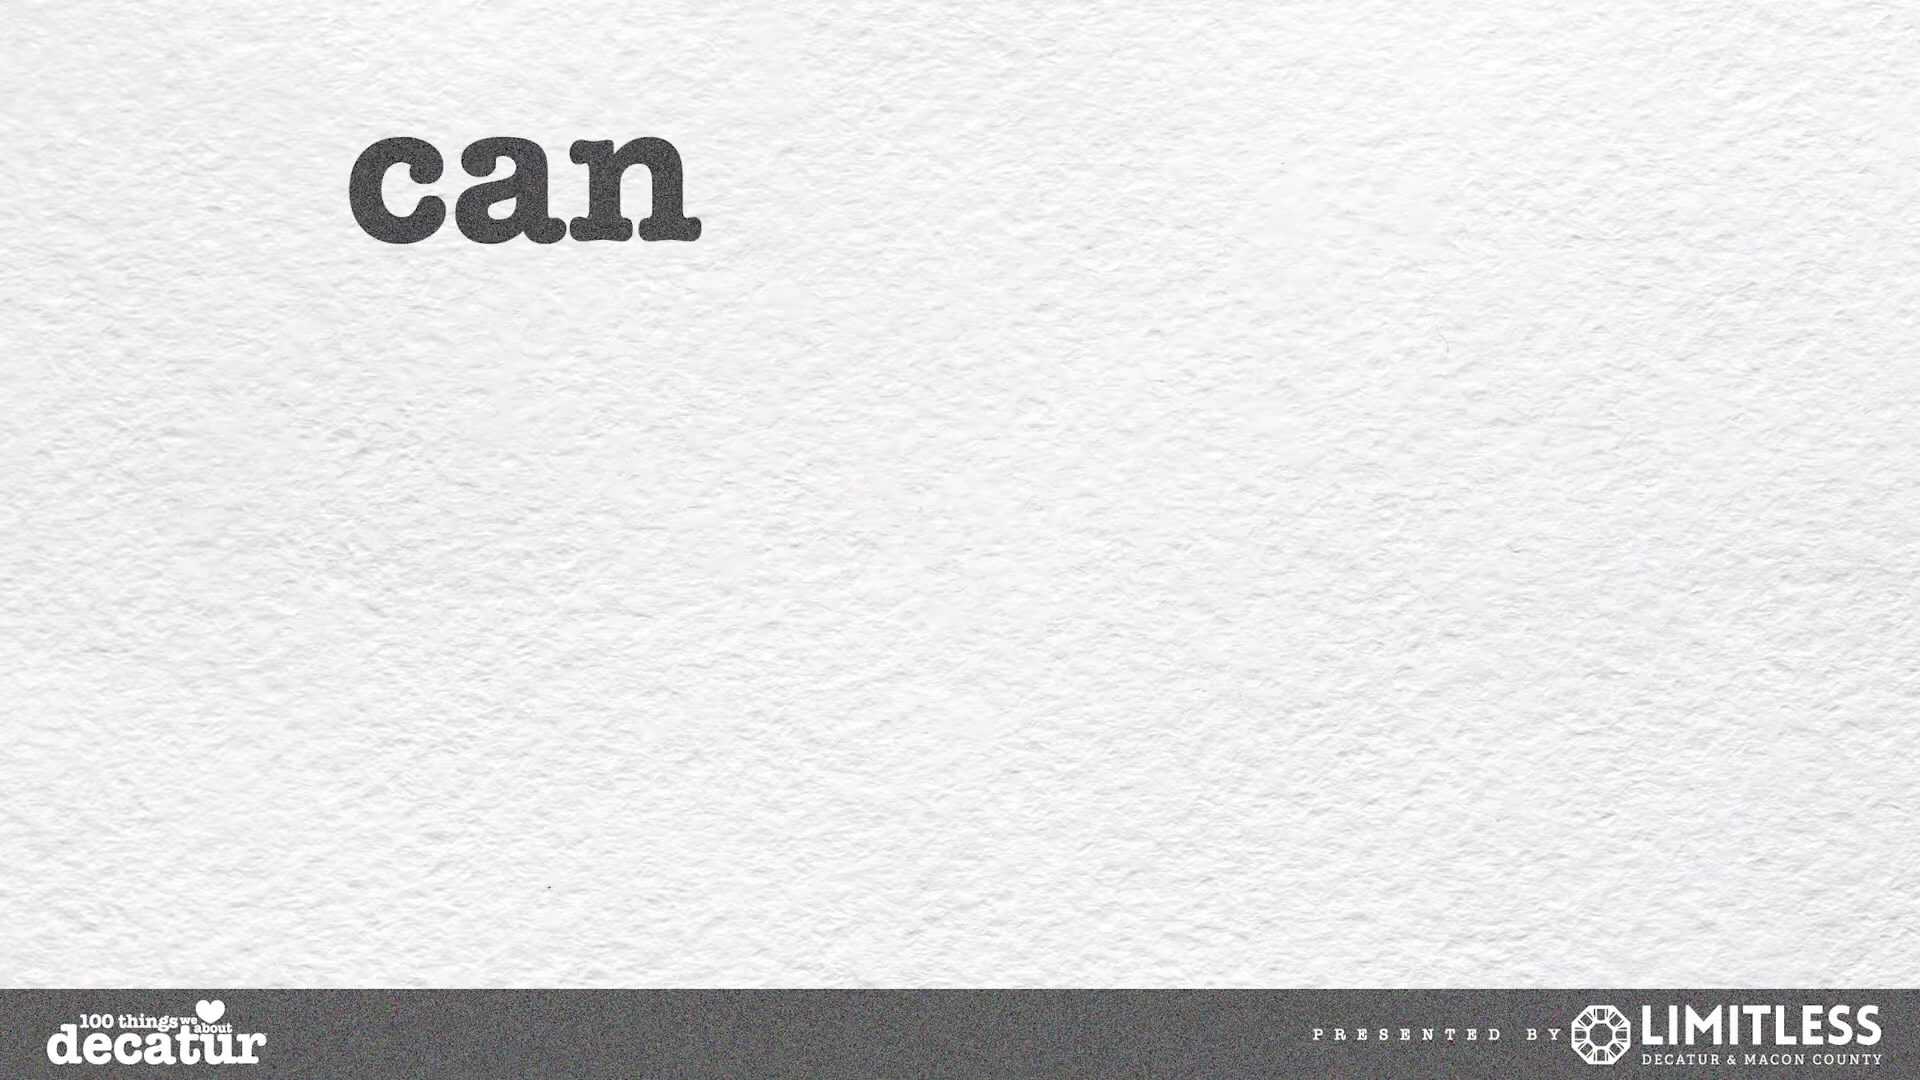 can
100 things we about
decatur
PRESENTED BY
LIMITLESS
DECATUR & MACON COUNTY